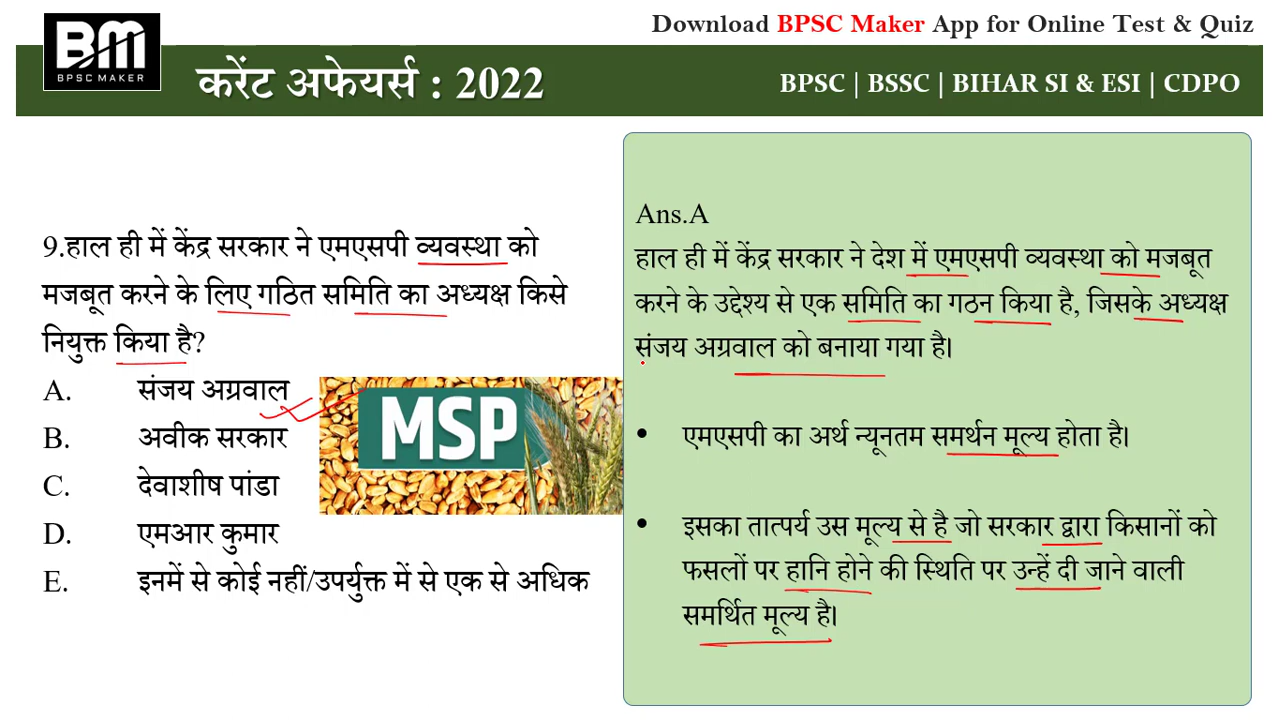 Download BPSC Maker App for Online Test & Quiz
BM
BPSC MAKER
करेंट अफेयर्स : 2022
BPSC | BSSC | BIHAR SI & ESI | CDPO
9.हाल ही में केंद्र सरकार ने एमएसपी व्यवस्था को
मजबूत करने के लिए गठित समिति का अध्यक्ष किसे
नियुक्त किया है?
A. संजय अग्रवाल
B. अवीक सरकार
C. देवाशीष पांडा
D. एमआर कुमार
E. इनमें से कोई नहीं/उपर्युक्त में से एक से अधिक
MSP
Ans.A
हाल ही में केंद्र सरकार ने देश में एमएसपी व्यवस्था को मजबूत
करने के उद्देश्य से एक समिति का गठन किया है, जिसके अध्यक्ष
संजय अग्रवाल को बनाया गया है।
• एमएसपी का अर्थ न्यूनतम समर्थन मूल्य होता है।
• इसका तात्पर्य उस मूल्य से है जो सरकार द्वारा किसानों को
फसलों पर हानि होने की स्थिति पर उन्हें दी जाने वाली
समर्थित मूल्य है।